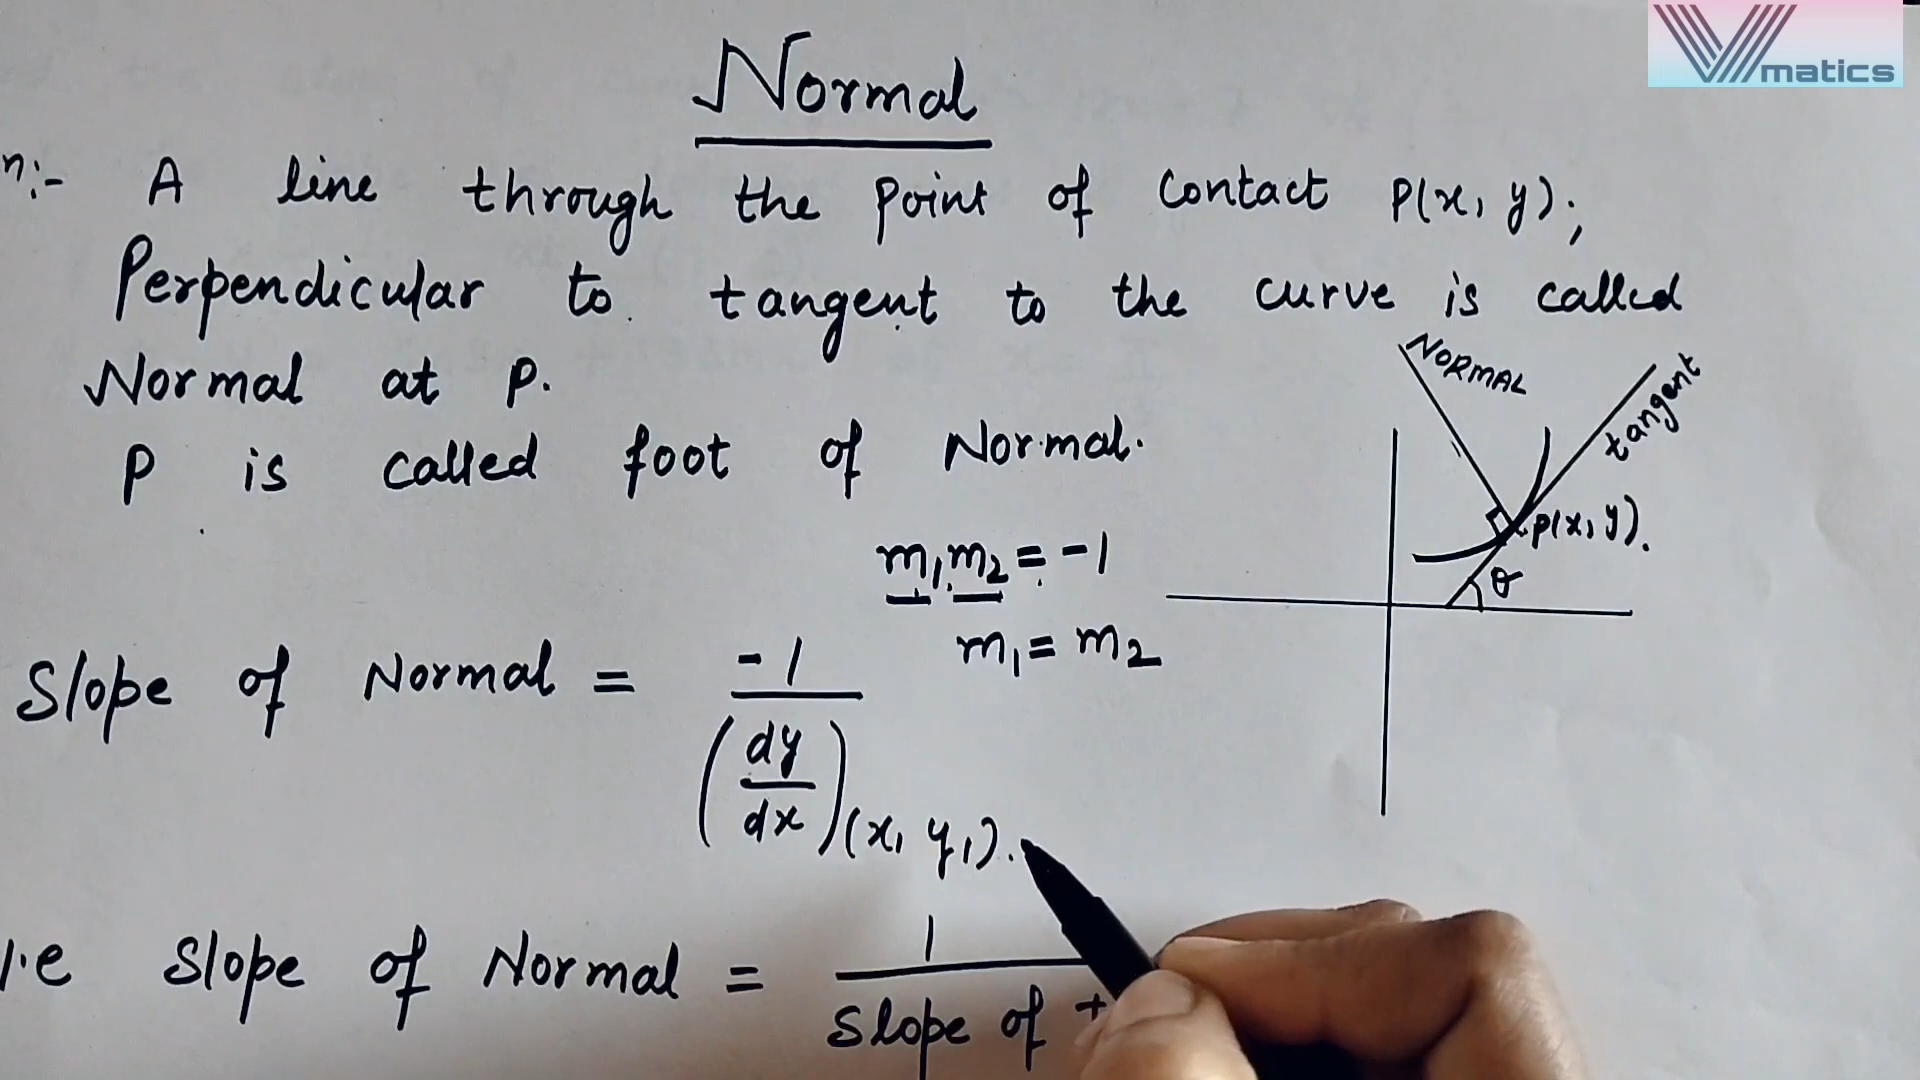 Vmatics
Normal
n:- A line through the point of contact P(x, y);
Perpendicular to tangent to the curve is called
Normal at P.
P is called foot of Normal.
NORMAL
tangent
P(x, y).
θ
m₁m₂ = -1
m₁ = m₂
Slope of Normal = -1 / (dy/dx)(x₁ y₁).
i.e Slope of Normal = 1 / Slope of t